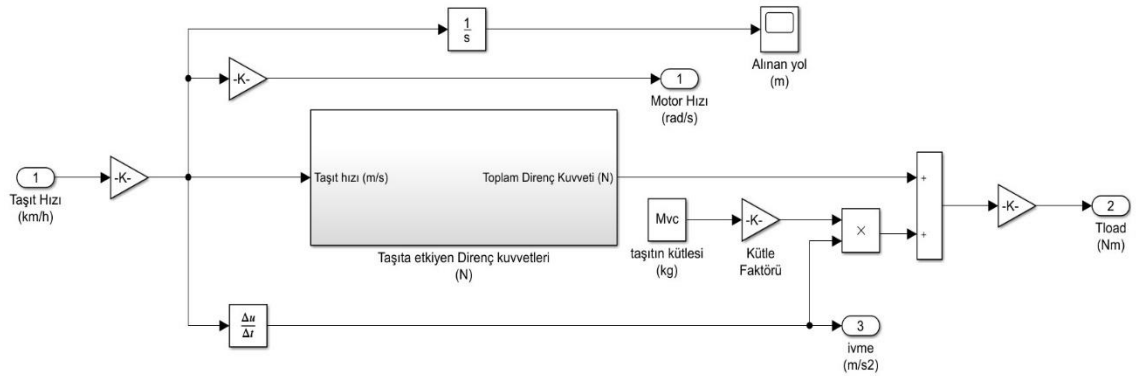 1
s
Alınan yol
(m)
-K-
1
Motor Hızı
(rad/s)
1
Taşıt Hızı
(km/h)
-K-
Taşıt hızı (m/s)
Toplam Direnç Kuvveti (N)
Taşıta etkiyen Direnç kuvvetleri
(N)
Mvc
taşıtın kütlesi
(kg)
-K-
Kütle
Faktörü
×
+
+
-K-
2
Tload
(Nm)
Δu
Δt
3
ivme
(m/s2)